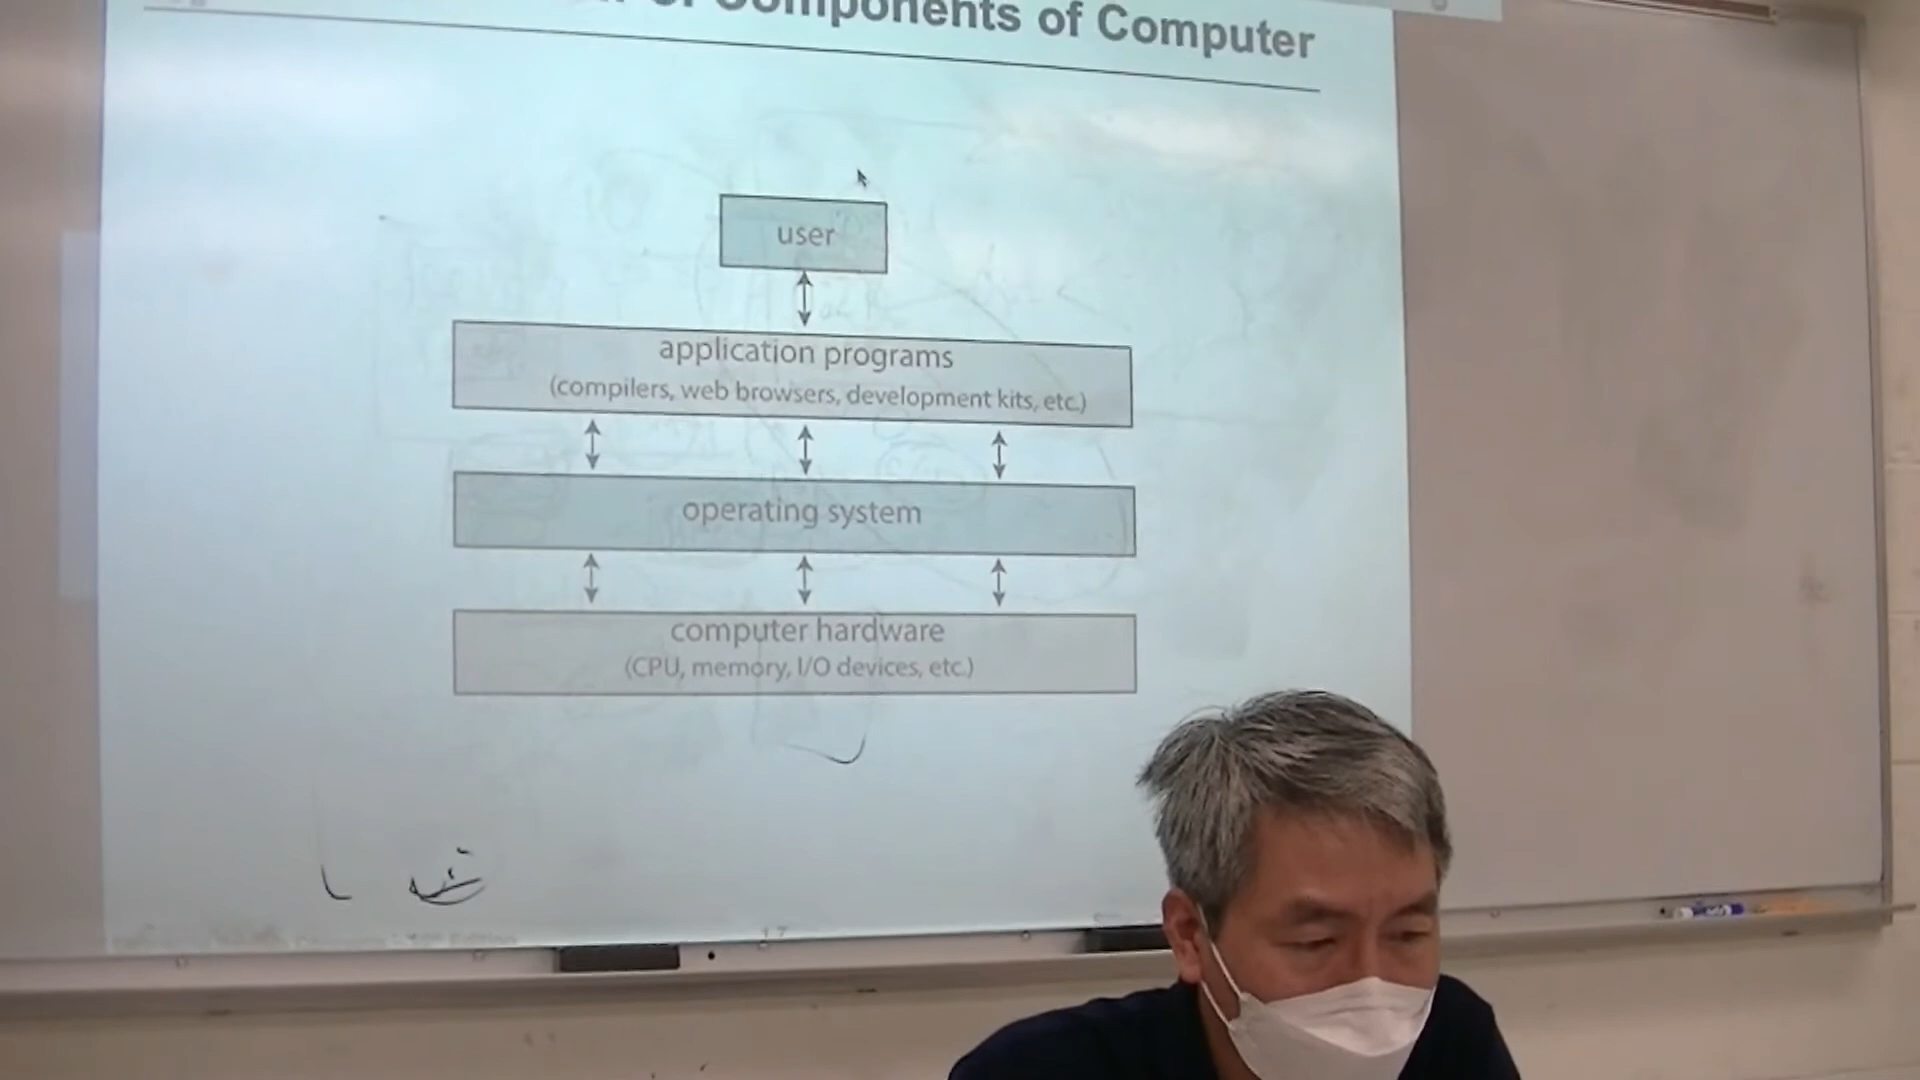 Components of Computer
user
application programs
(compilers, web browsers, development kits, etc.)
operating system
computer hardware
(CPU, memory, I/O devices, etc.)